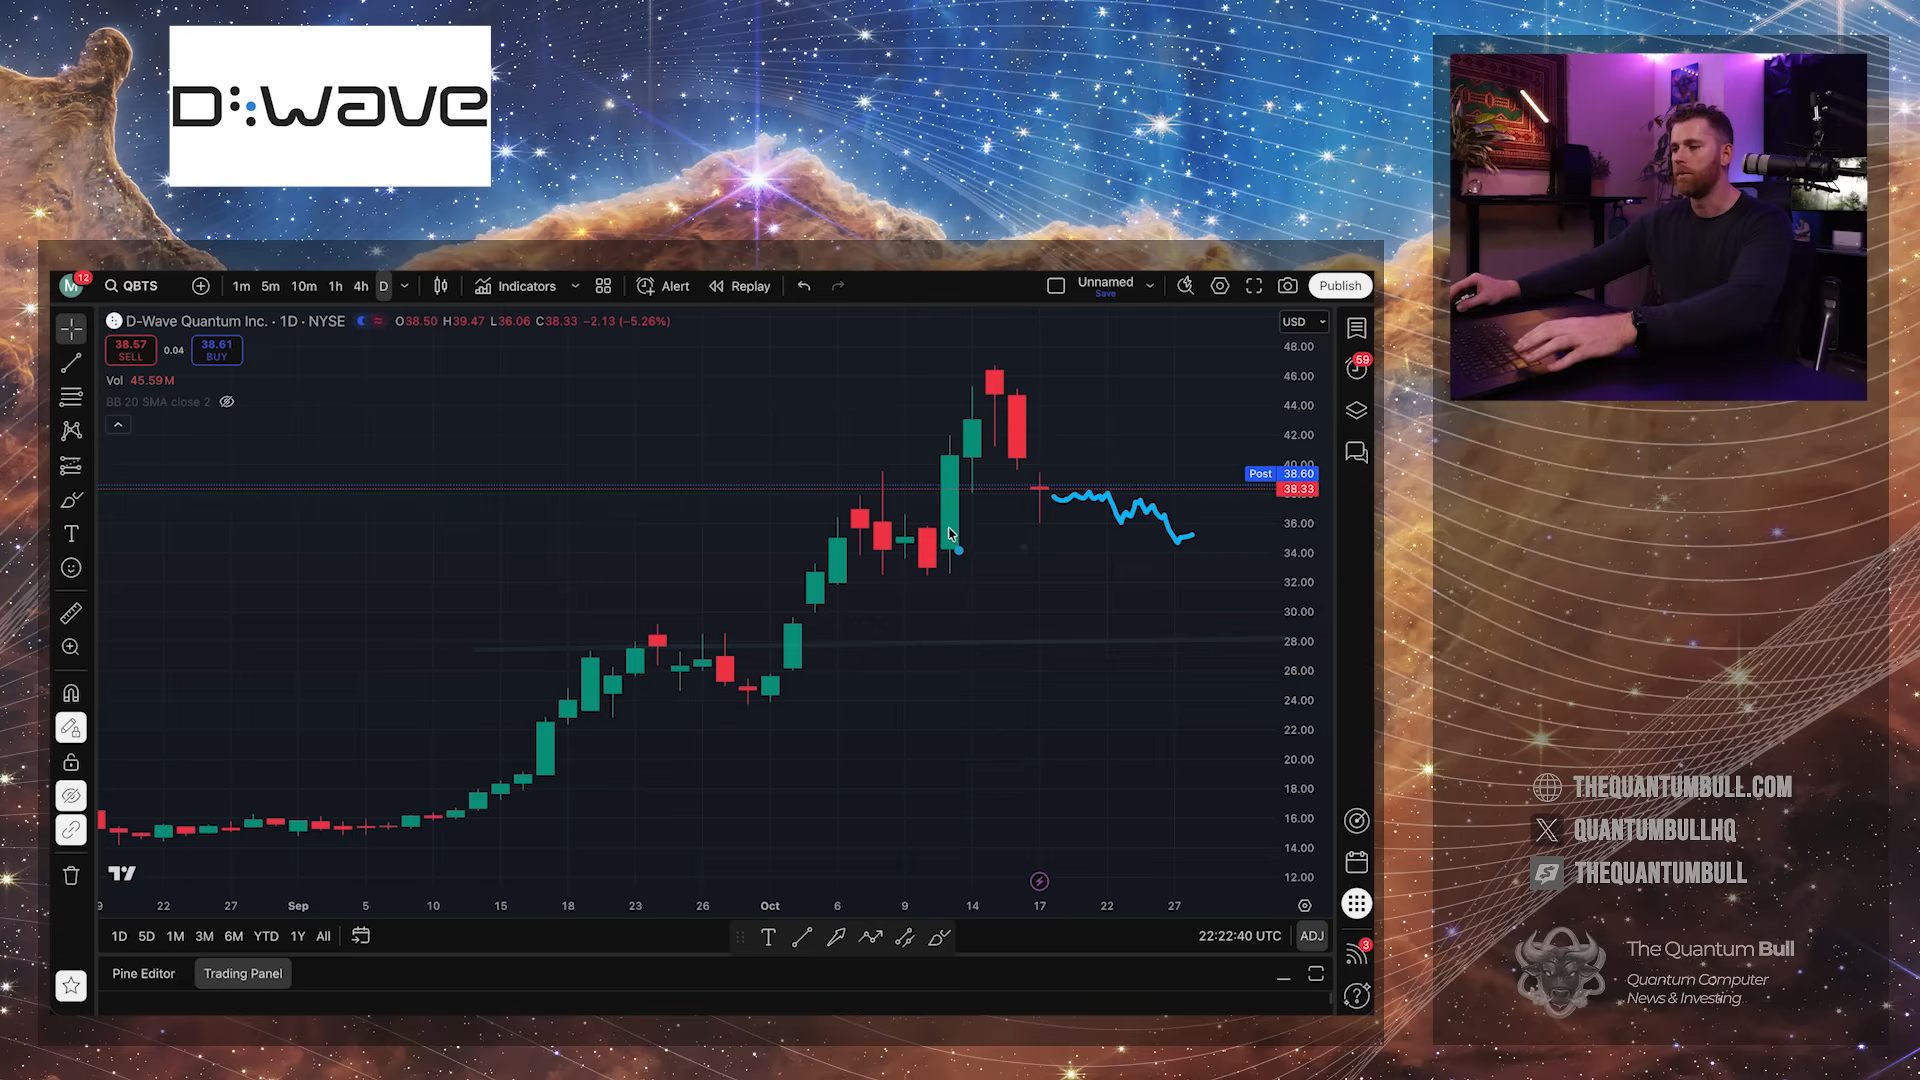 D:Wave
M 12 QBTS 1m 5m 10m 1h 4h D Indicators Alert Replay Unnamed Save Publish
D-Wave Quantum Inc. · 1D · NYSE O38.50 H39.47 L36.06 C38.33 −2.13 (−5.26%) USD
38.57 SELL 0.04 38.61 BUY
Vol 45.59M
BB 20 SMA close 2
48.00
46.00
44.00
42.00
40.00
Post 38.60
38.33
36.00
34.00
32.00
30.00
28.00
26.00
24.00
22.00
20.00
18.00
16.00
14.00
12.00
59
22 27 Sep 5 10 15 18 23 26 Oct 6 9 14 17 22 27
1D 5D 1M 3M 6M YTD 1Y All T 22:22:40 UTC ADJ
3
Pine Editor Trading Panel
THEQUANTUMBULL.COM
QUANTUMBULLHQ
THEQUANTUMBULL
The Quantum Bull
Quantum Computer
News & Investing